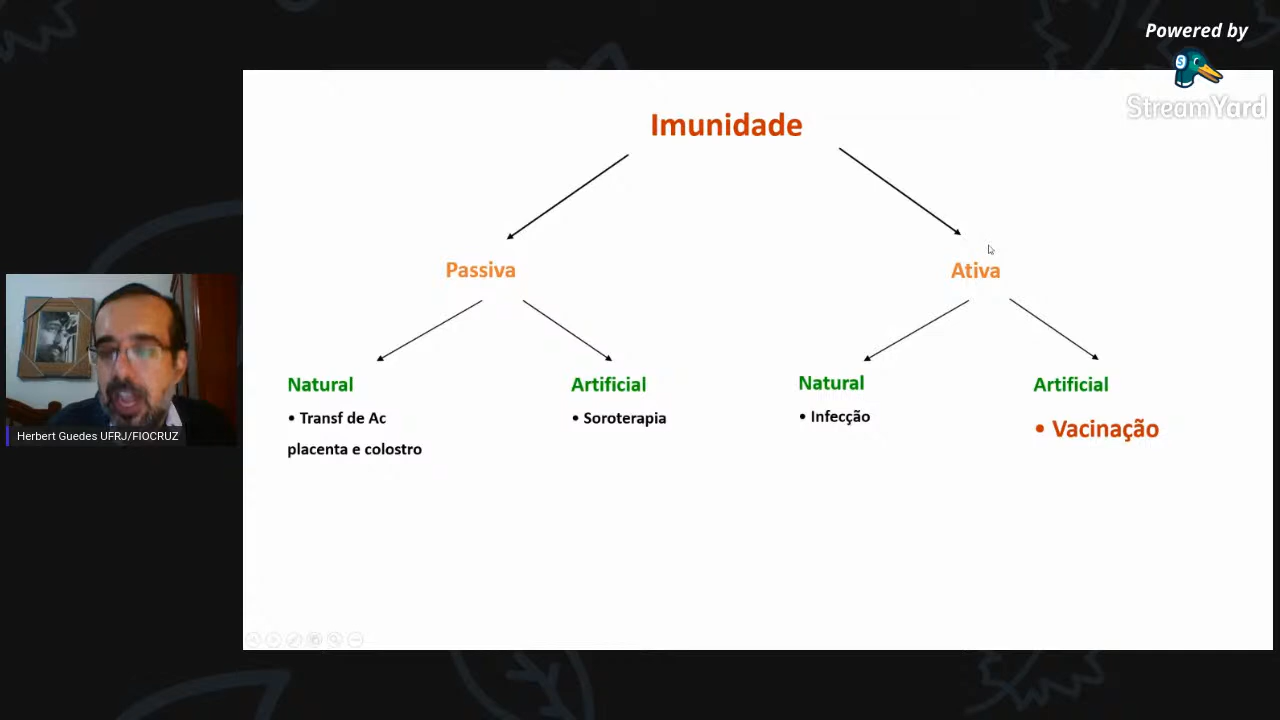 Powered by
StreamYard
Imunidade
Passiva
Ativa
Natural
• Transf de Ac
placenta e colostro
Artificial
• Soroterapia
Natural
• Infecção
Artificial
• Vacinação
Herbert Guedes UFRJ/FIOCRUZ